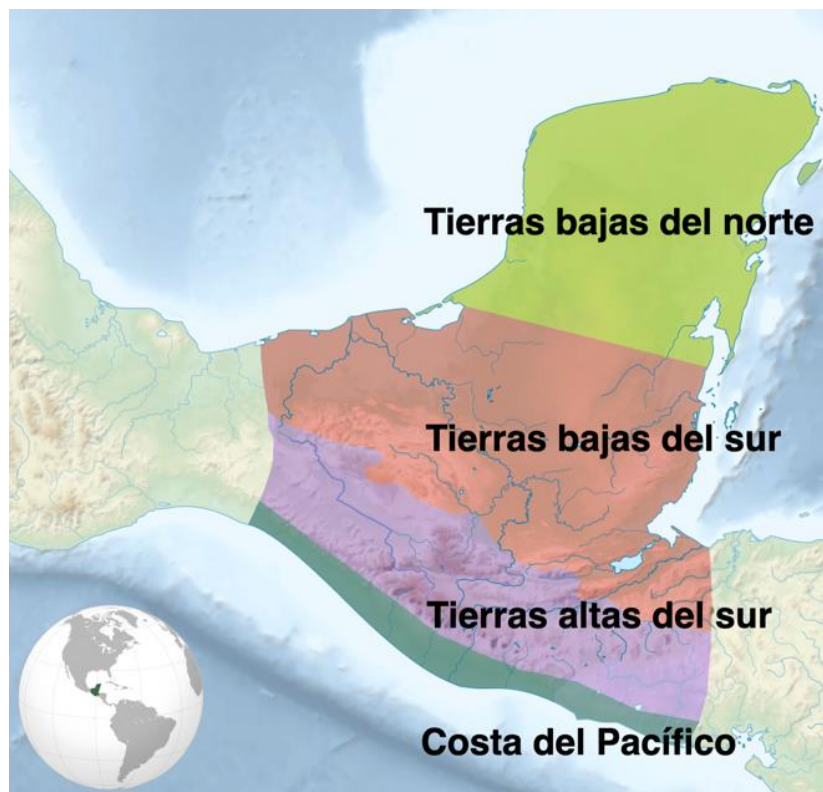 Tierras bajas del norte
Tierras bajas del sur
Tierras altas del sur
Costa del Pacífico